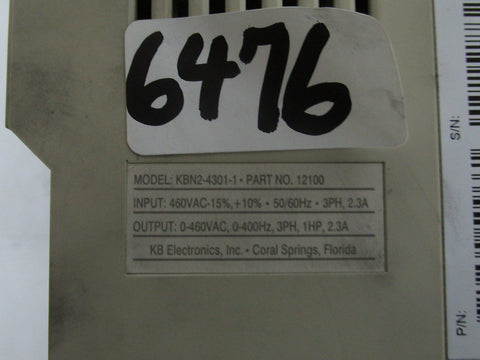 6476
MODEL: KBN2-4301-1 • PART NO. 12100
INPUT: 460VAC-15%, +10% • 50/60Hz • 3PH, 2.3A
OUTPUT: 0-460VAC, 0-400Hz, 3PH, 1HP, 2.3A
KB Electronics, Inc. • Coral Springs, Florida
S/N:
P/N: